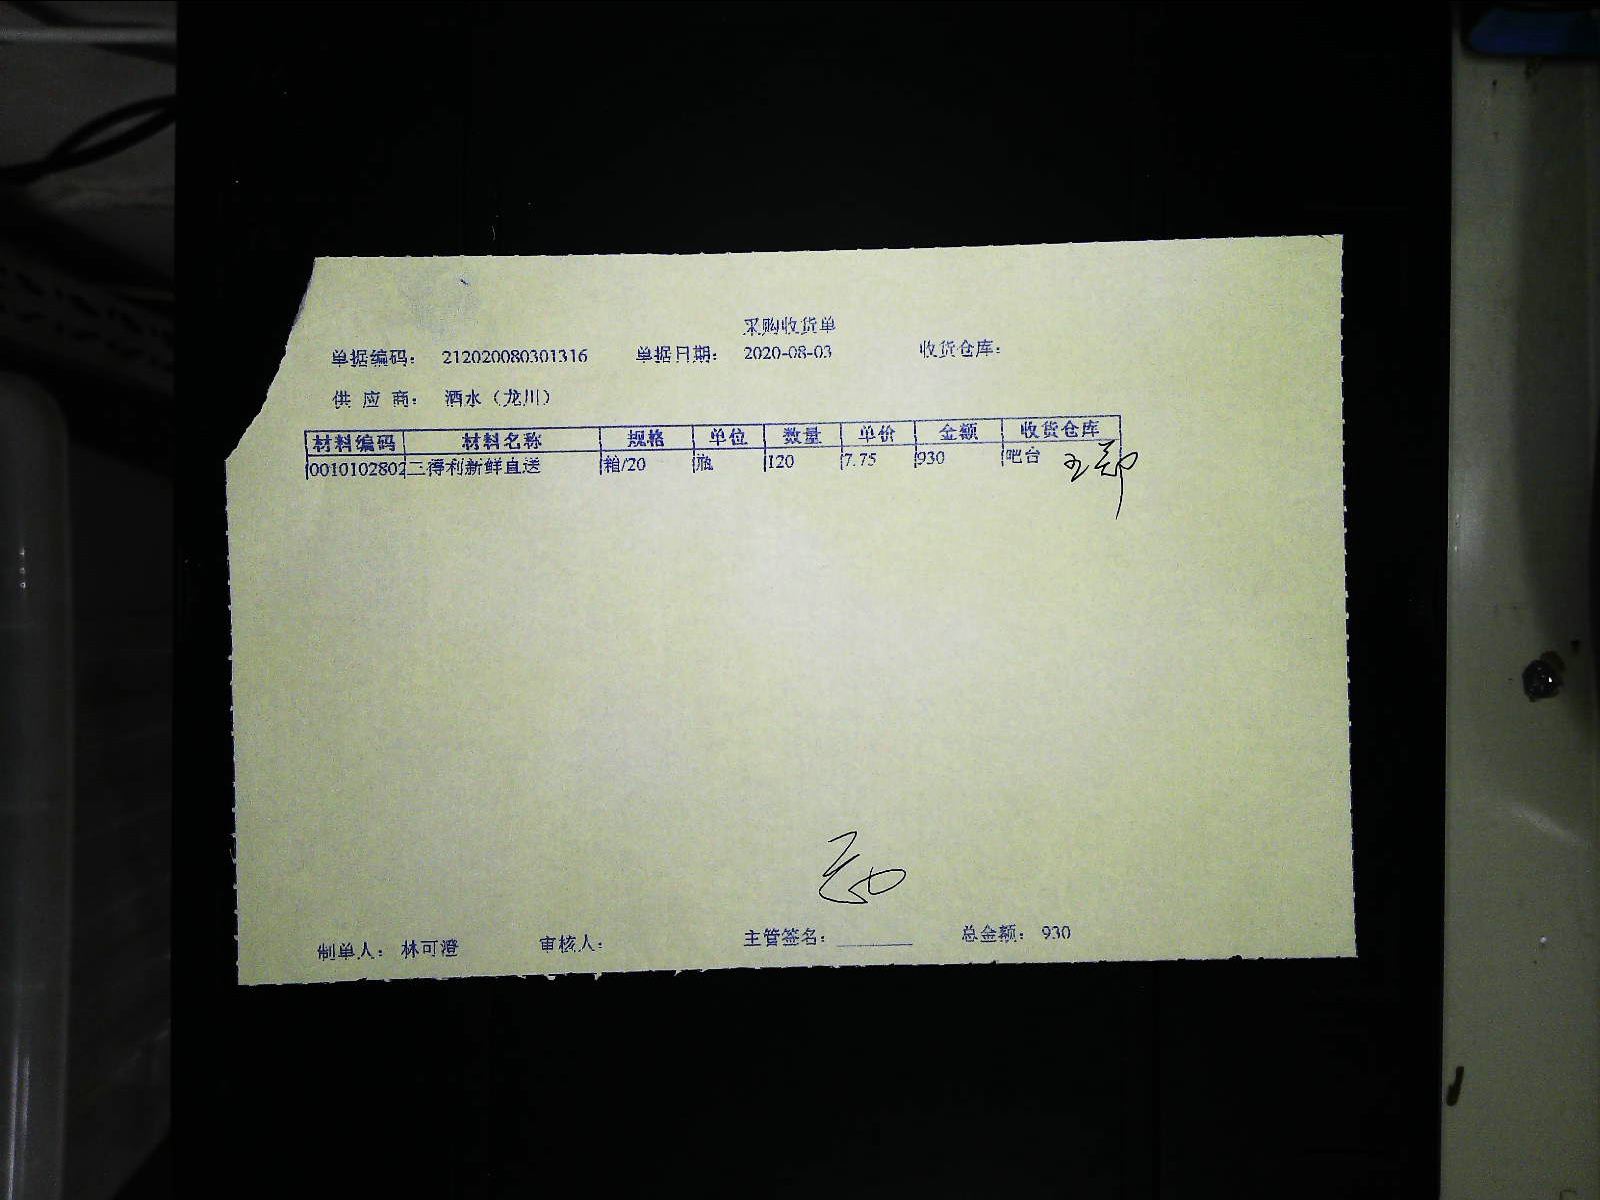 采购收货单
单据编码： 212020080301316 单据日期： 2020-08-03 收货仓库：
供 应 商： 酒水（龙川）
材料编码 材料名称 规格 单位 数量 单价 金额 收货仓库
0010102802 三得利新鲜直送 箱/20 瓶 120 7.75 930 吧台
制单人： 林可澄 审核人： 主管签名： 总金额： 930